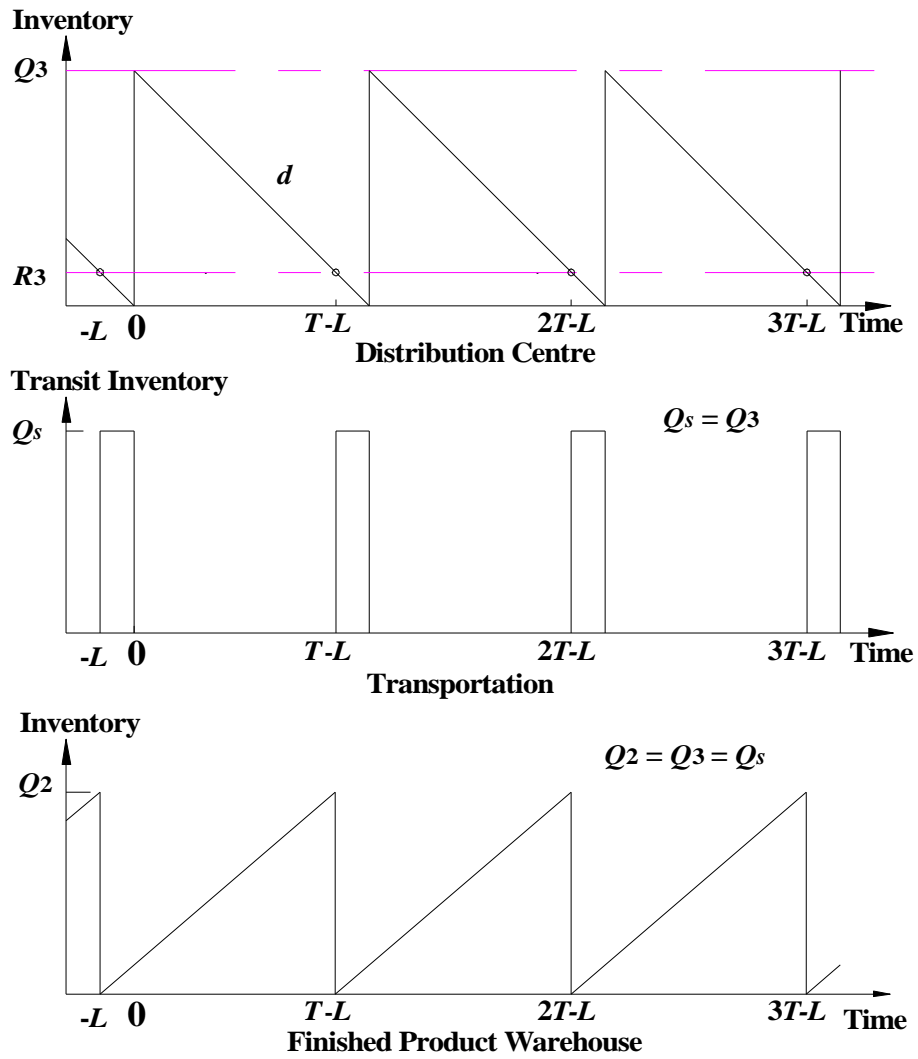 Inventory
Q3
d
R3
-L 0 T-L 2T-L 3T-L Time
Distribution Centre
Transit Inventory
Qs
Qs = Q3
-L 0 T-L 2T-L 3T-L Time
Transportation
Inventory
Q2 = Q3 = Qs
Q2
-L 0 T-L 2T-L 3T-L Time
Finished Product Warehouse